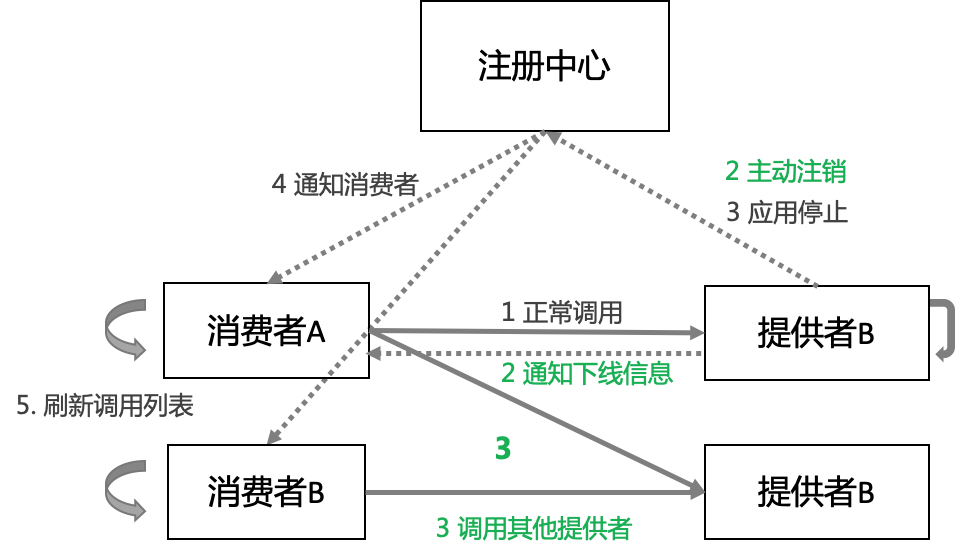 注册中心
2 主动注销
4 通知消费者
3 应用停止
1 正常调用
消费者A
提供者B
2 通知下线信息
5. 刷新调用列表
3
消费者B
提供者B
3 调用其他提供者